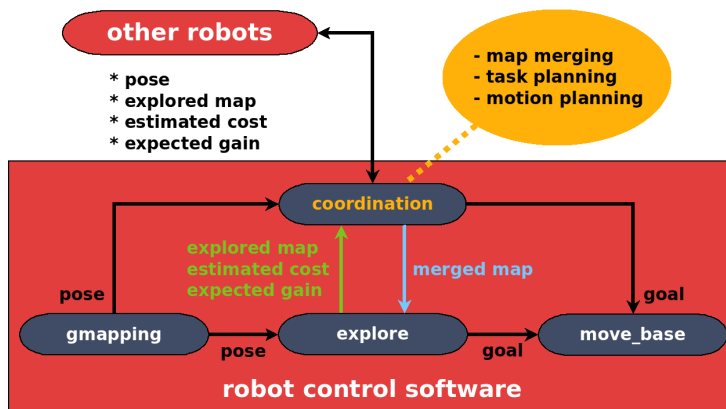 other robots
* pose
* explored map
* estimated cost
* expected gain
- map merging
- task planning
- motion planning
coordination
explored map
estimated cost
expected gain
merged map
pose
goal
gmapping
explore
move_base
pose
goal
robot control software